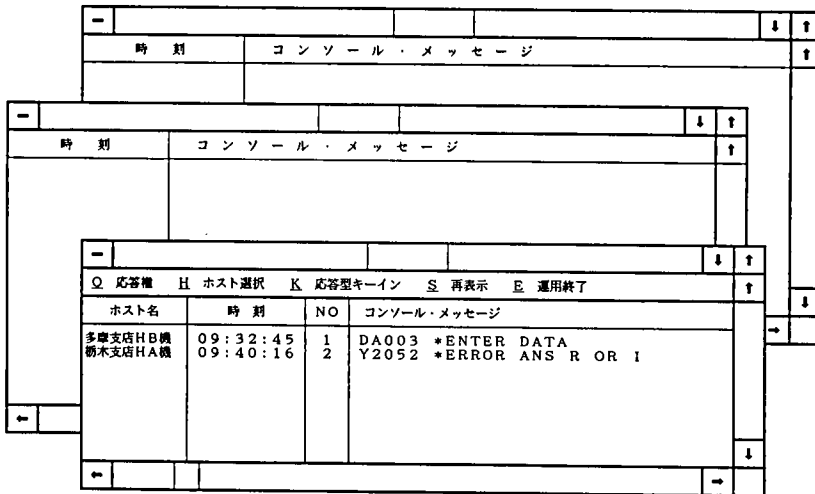 時 刻 コ ン ソ ー ル ・ メ ッ セ ー ジ
時 刻 コ ン ソ ー ル ・ メ ッ セ ー ジ
Q 応答権 H ホスト選択 K 応答型キーイン S 再表示 E 運用終了
ホスト名 時 刻 NO コンソール・メッセージ
多摩支店HB機 09:32:45 1 DA003 *ENTER DATA
栃木支店HA機 09:40:16 2 Y2052 *ERROR ANS R OR I